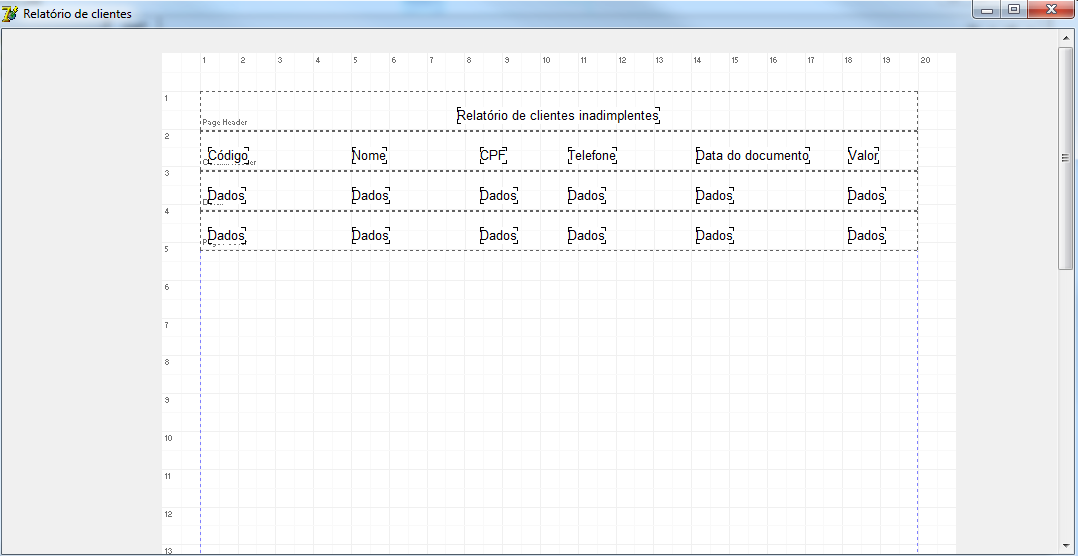 Relatório de clientes
1 2 3 4 5 6 7 8 9 10 11 12 13 14 15 16 17 18 19 20
1
Relatório de clientes inadimplentes
Page Header
2
Código Nome CPF Telefone Data do documento Valor
3
Dados Dados Dados Dados Dados Dados
4
Dados Dados Dados Dados Dados Dados
5
6
7
8
9
10
11
12
13